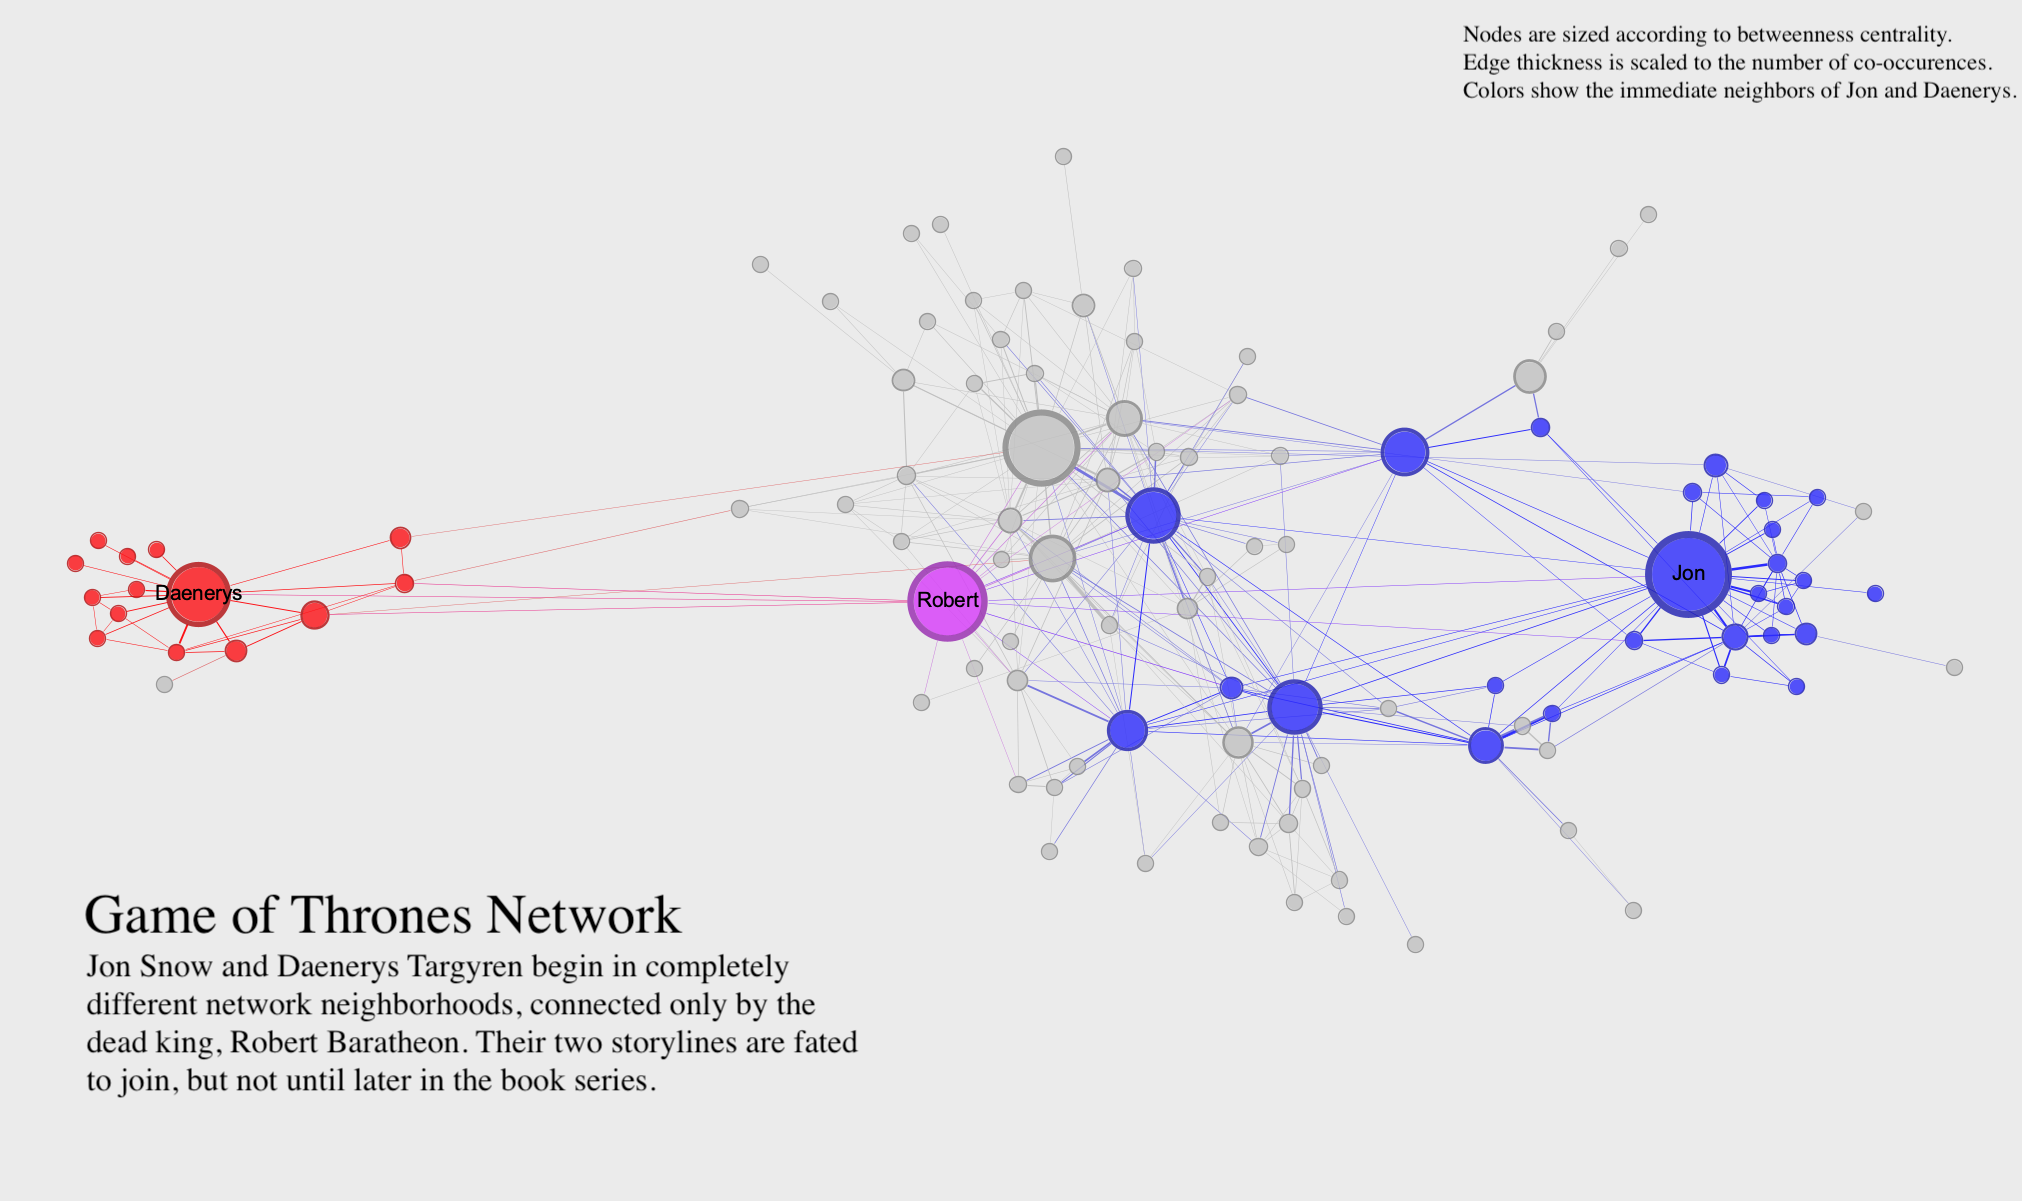 Nodes are sized according to betweenness centrality.
Edge thickness is scaled to the number of co-occurences.
Colors show the immediate neighbors of Jon and Daenerys.
Daenerys
Robert
Jon
Game of Thrones Network
Jon Snow and Daenerys Targyren begin in completely
different network neighborhoods, connected only by the
dead king, Robert Baratheon. Their two storylines are fated
to join, but not until later in the book series.